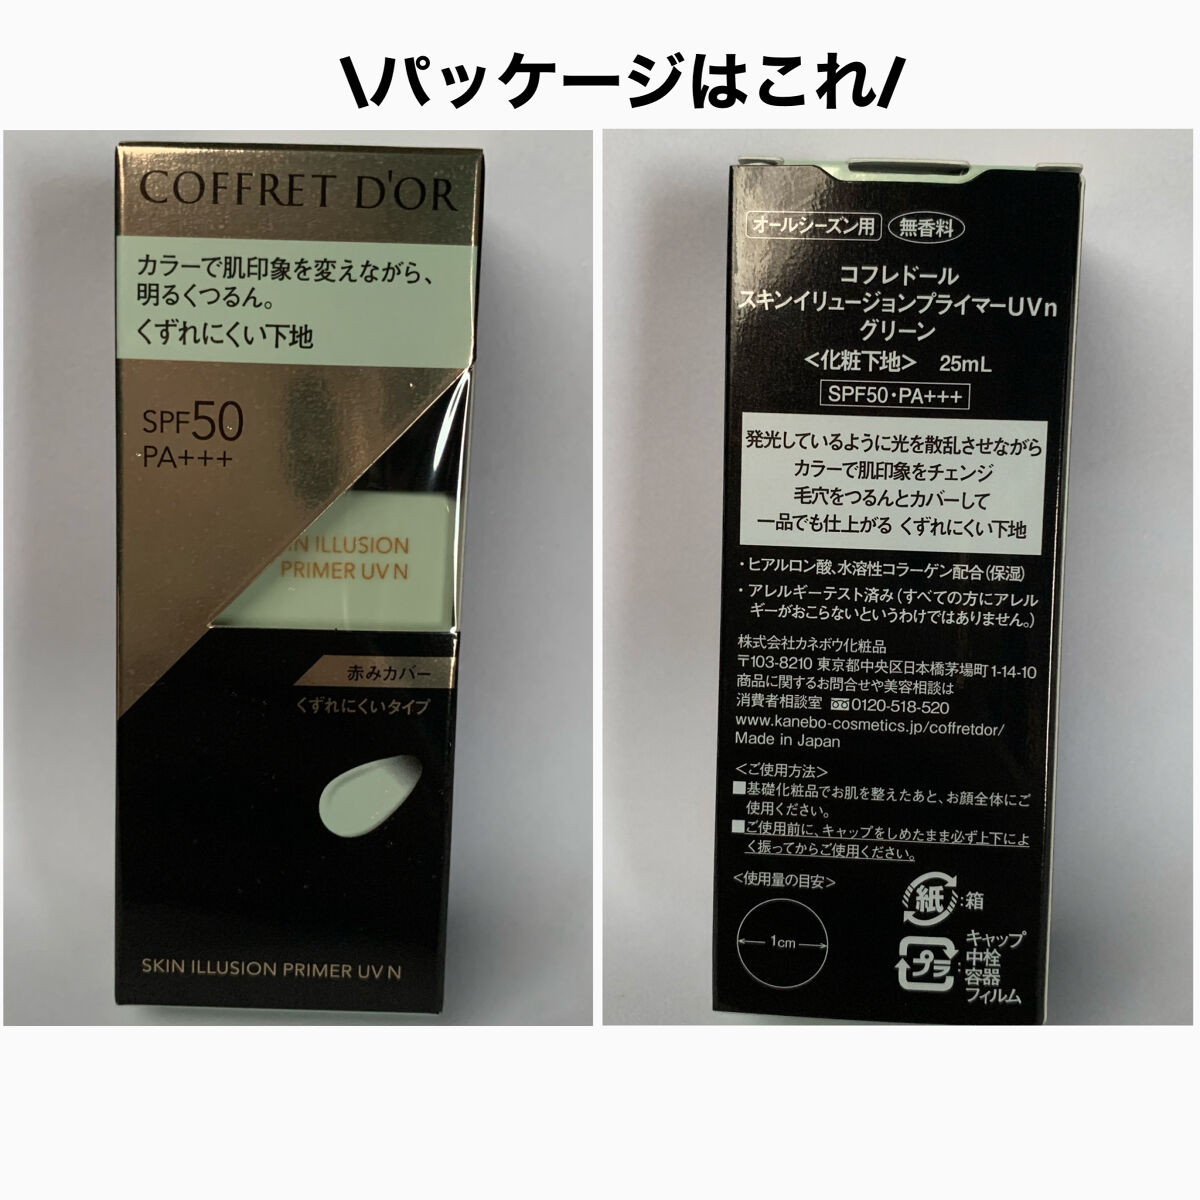 \パッケージはこれ/
COFFRET D'OR
カラーで肌印象を変えながら、
明るくつるん。
くずれにくい下地
SPF50
PA+++
IN ILLUSION
PRIMER UV N
赤みカバー
くずれにくいタイプ
SKIN ILLUSION PRIMER UV N
オールシーズン用 無香料
コフレドール
スキンイリュージョンプライマーUVn
グリーン
<化粧下地> 25mL
SPF50・PA+++
発光しているように光を散乱させながら
カラーで肌印象をチェンジ
毛穴をつるんとカバーして
一品でも仕上がる くずれにくい下地
・ヒアルロン酸、水溶性コラーゲン配合(保湿)
・アレルギーテスト済み(すべての方にアレル
ギーがおこらないというわけではありません。)
株式会社カネボウ化粧品
〒103-8210 東京都中央区日本橋茅場町1-14-10
商品に関するお問合せや美容相談は
消費者相談室 0120-518-520
www.kanebo-cosmetics.jp/coffretdor/
Made in Japan
<ご使用方法>
■基礎化粧品でお肌を整えたあと、お顔全体にご
使用ください。
■ご使用前に、キャップをしめたまま必ず上下によ
く振ってからご使用ください。
<使用量の目安>
1cm
紙:箱
プラ:キャップ
中栓
容器
フィルム